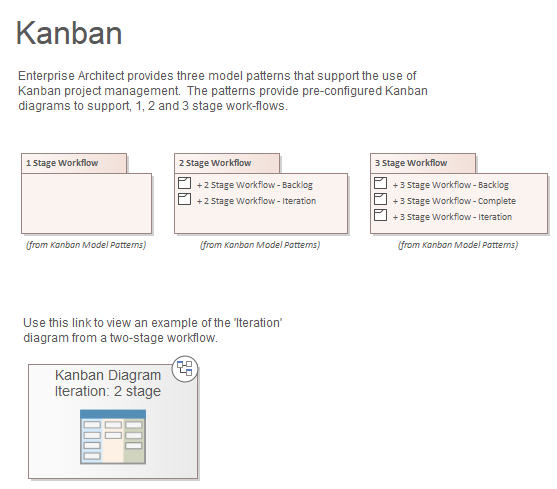 Kanban
Enterprise Architect provides three model patterns that support the use of
Kanban project management.  The patterns provide pre-configured Kanban
diagrams to support, 1, 2 and 3 stage work-flows.
1 Stage Workflow
(from Kanban Model Patterns)
2 Stage Workflow
+ 2 Stage Workflow - Backlog
+ 2 Stage Workflow - Iteration
(from Kanban Model Patterns)
3 Stage Workflow
+ 3 Stage Workflow - Backlog
+ 3 Stage Workflow - Complete
+ 3 Stage Workflow - Iteration
(from Kanban Model Patterns)
Use this link to view an example of the 'Iteration'
diagram from a two-stage workflow.
Kanban Diagram
Iteration: 2 stage